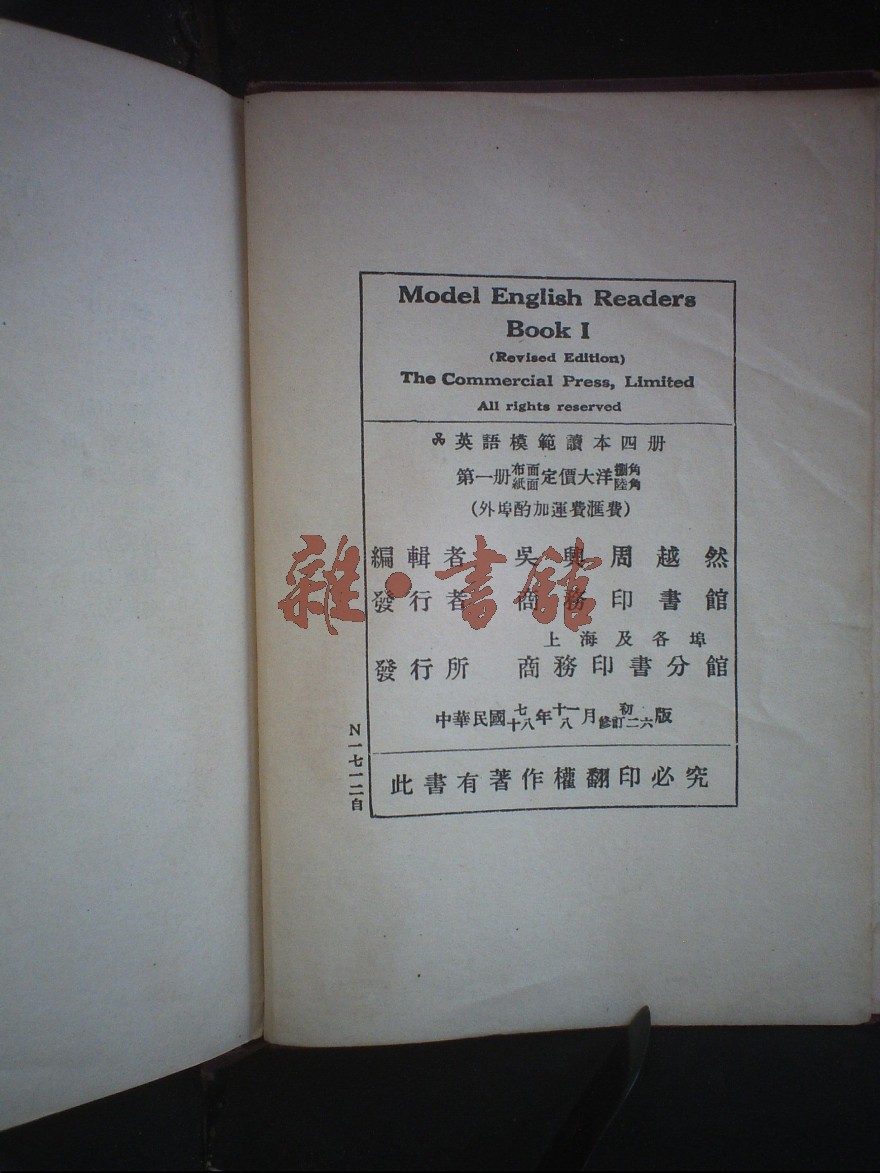 Model English Readers
Book I
(Revised Edition)
The Commercial Press, Limited
All rights reserved
英語模範讀本四册
第一册布面紙面定價大洋捌角陸角
(外埠酌加運費滙費)
編輯者 吳興周越然
發行者 商務印書館
上海及各埠
發行所 商務印書分館
中華民國七十八年十一八月初修訂二六版
此書有著作權翻印必究
N一七一二自
雜·書館